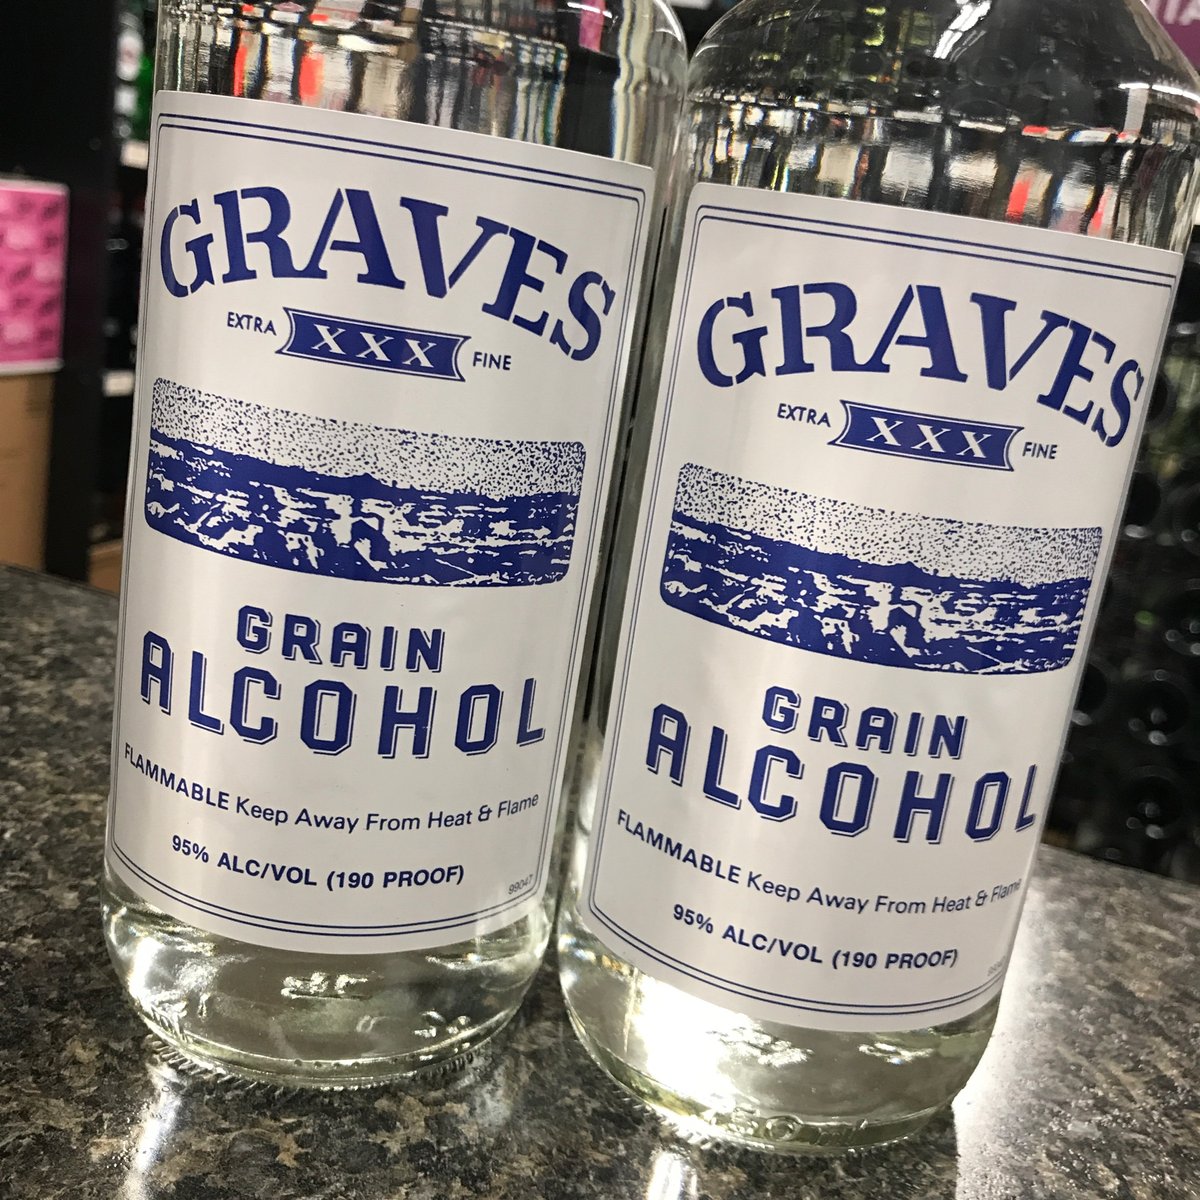 GRAVES
EXTRA XXX FINE
GRAIN
ALCOHOL
FLAMMABLE Keep Away From Heat & Flame
95% ALC/VOL (190 PROOF)
99047
GRAVES
EXTRA XXX FINE
GRAIN
ALCOHOL
FLAMMABLE Keep Away From Heat & Flame
95% ALC/VOL (190 PROOF)